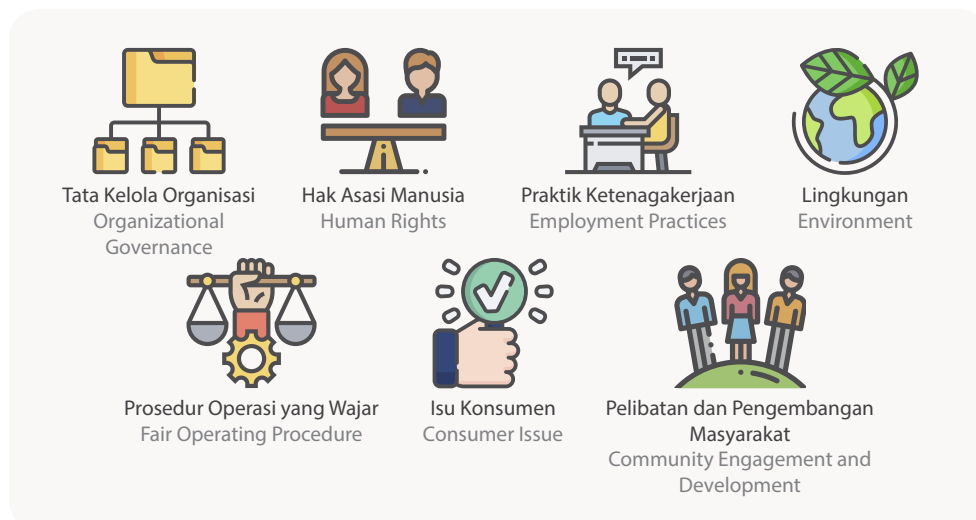 Tata Kelola Organisasi
Organizational
Governance
Hak Asasi Manusia
Human Rights
Praktik Ketenagakerjaan
Employment Practices
Lingkungan
Environment
Prosedur Operasi yang Wajar
Fair Operating Procedure
Isu Konsumen
Consumer Issue
Pelibatan dan Pengembangan
Masyarakat
Community Engagement and
Development